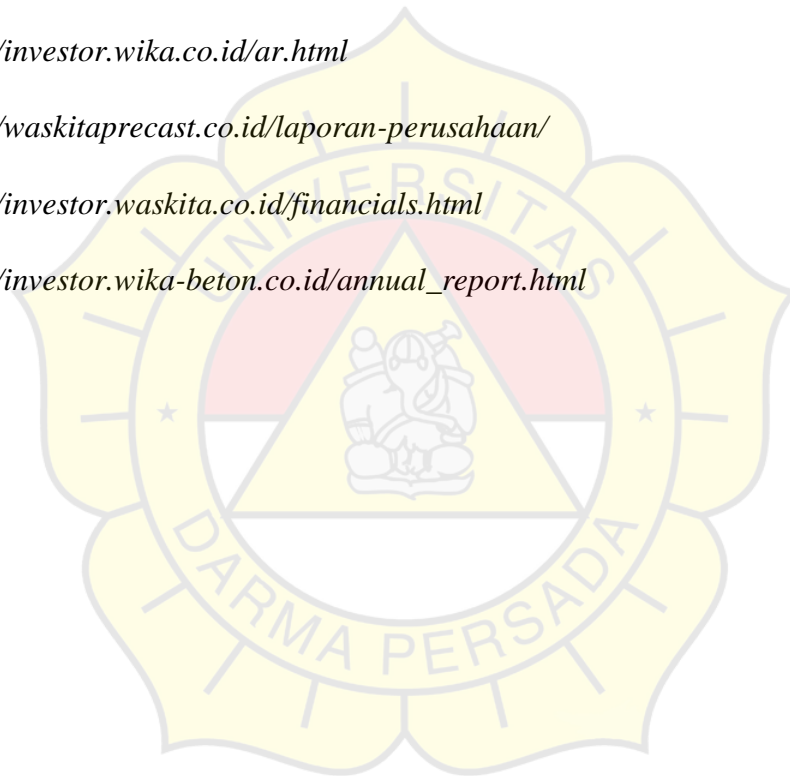 /investor.wika.co.id/ar.html
/waskitaprecast.co.id/laporan-perusahaan/
/investor.waskita.co.id/financials.html
/investor.wika-beton.co.id/annual_report.html
UNIVERSITAS
DARMA PERSADA